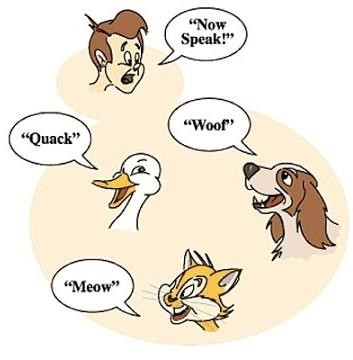 “Now
Speak!”
“Quack”
“Woof”
“Meow”